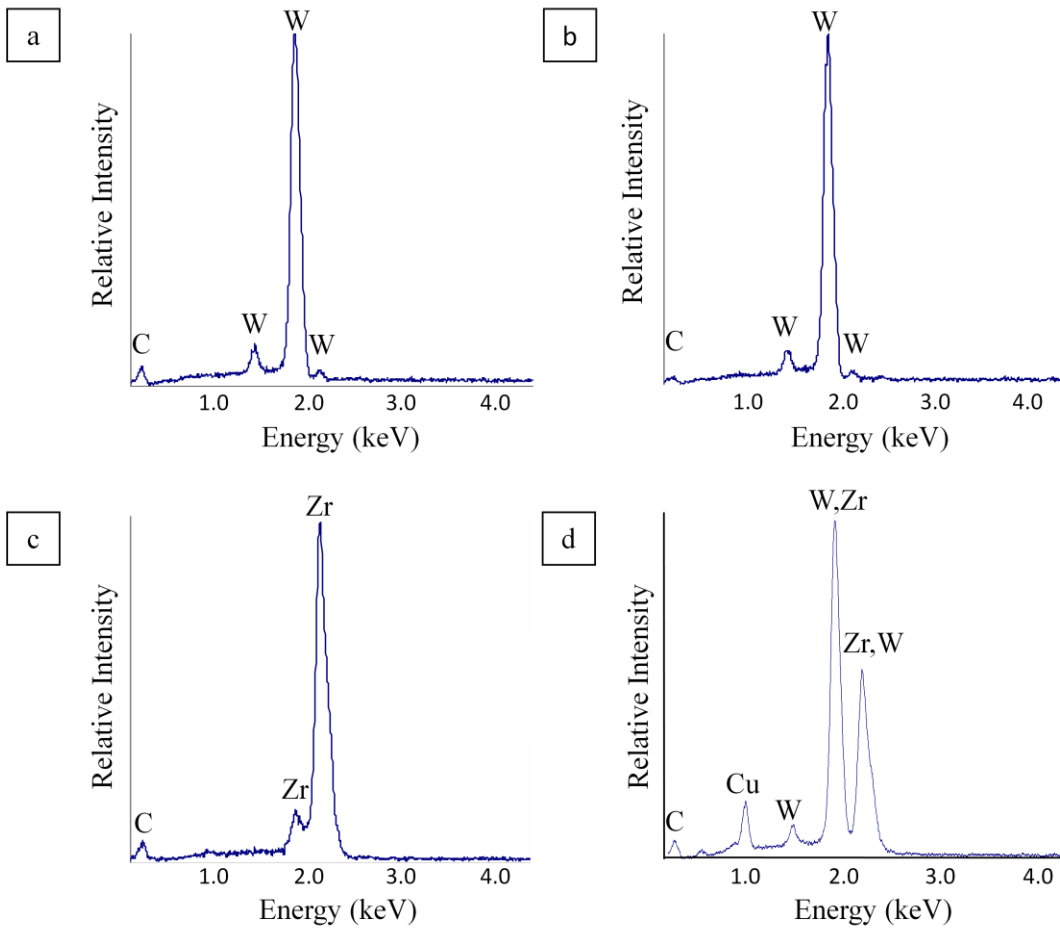 a
W
W
W
C
Relative Intensity
1.0 2.0 3.0 4.0
Energy (keV)
b
W
W
W
C
Relative Intensity
1.0 2.0 3.0 4.0
Energy (keV)
c
Zr
Zr
C
Relative Intensity
1.0 2.0 3.0 4.0
Energy (keV)
d
W,Zr
Zr,W
Cu
W
C
Relative Intensity
1.0 2.0 3.0 4.0
Energy (keV)